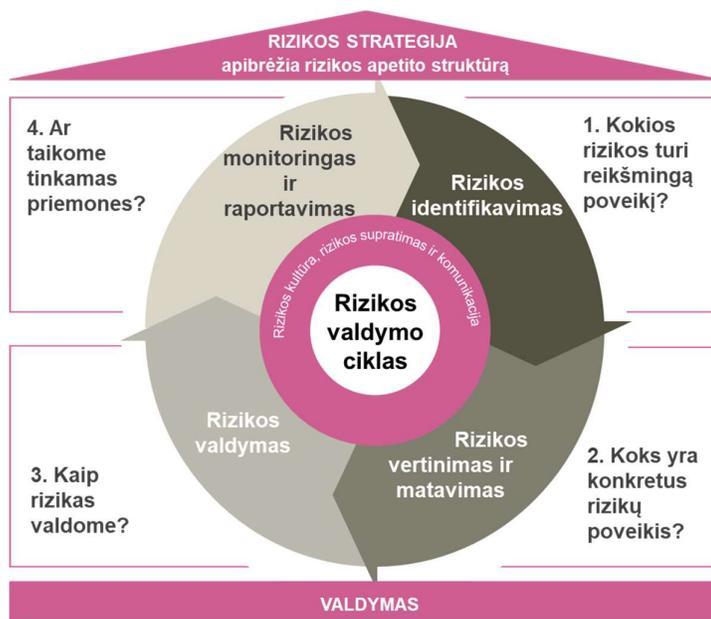 RIZIKOS STRATEGIJA
apibrėžia rizikos apetito struktūrą
4. Ar
taikome
tinkamas
priemones?
Rizikos
monitoringas
ir
raportavimas
Rizikos
identifikavimas
1. Kokios
rizikos turi
reikšmingą
poveikį?
Rizikos kultūra, rizikos supratimas ir komunikacija
Rizikos
valdymo
ciklas
3. Kaip
rizikas
valdome?
Rizikos
valdymas
Rizikos
vertinimas ir
matavimas
2. Koks yra
konkretus
rizikų
poveikis?
VALDYMAS